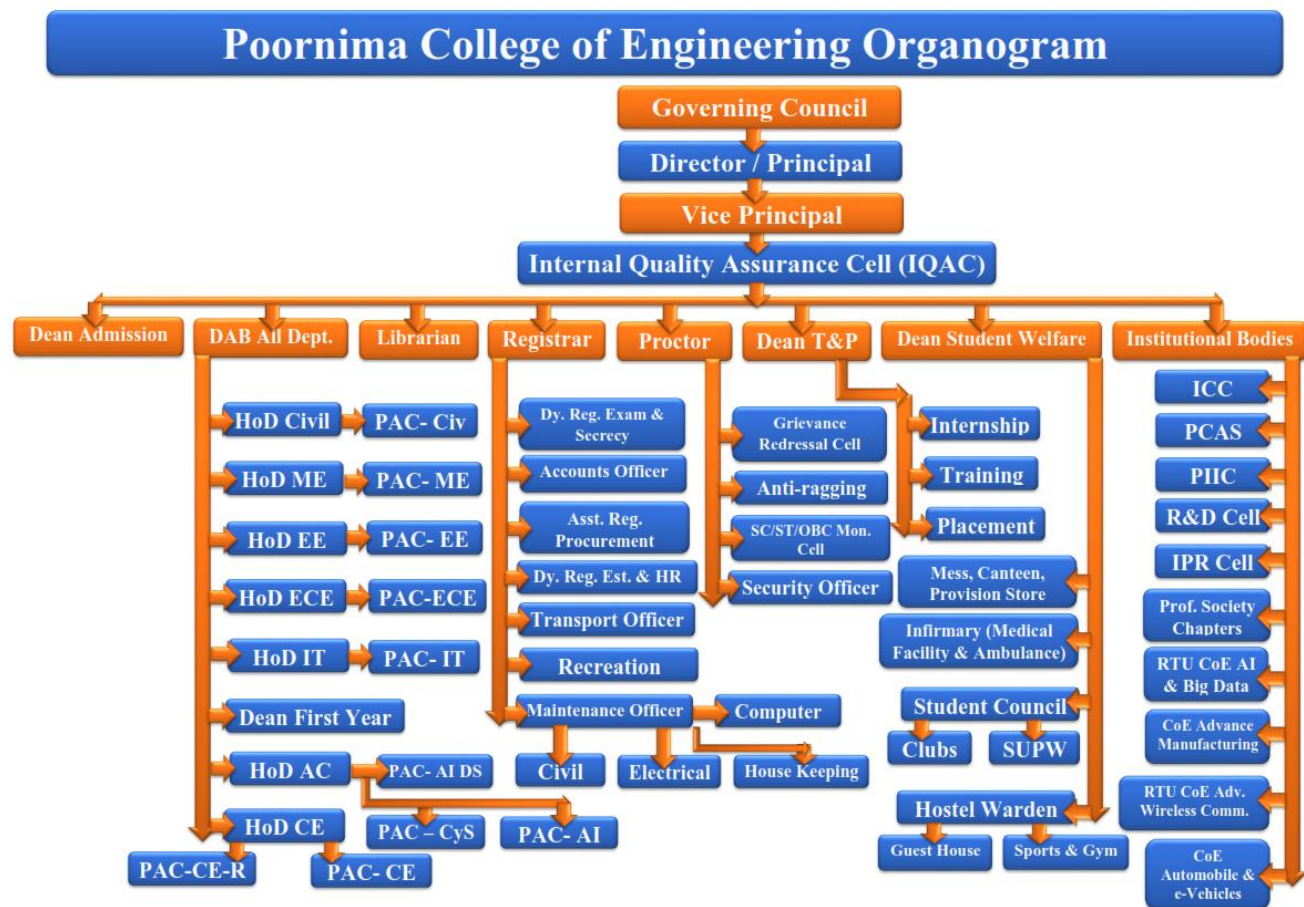 Poornima College of Engineering Organogram
Governing Council
Director / Principal
Vice Principal
Internal Quality Assurance Cell (IQAC)
Dean Admission
DAB All Dept.
Librarian
Registrar
Proctor
Dean T&P
Dean Student Welfare
Institutional Bodies
HoD Civil
PAC- Civ
HoD ME
PAC- ME
HoD EE
PAC- EE
HoD ECE
PAC-ECE
HoD IT
PAC- IT
Dean First Year
HoD AC
PAC- AI DS
PAC – CyS
PAC- AI
HoD CE
PAC-CE-R
PAC- CE
Dy. Reg. Exam &
Secrecy
Accounts Officer
Asst. Reg.
Procurement
Dy. Reg. Est. & HR
Transport Officer
Recreation
Maintenance Officer
Computer
Civil
Electrical
House Keeping
Grievance
Redressal Cell
Anti-ragging
SC/ST/OBC Mon.
Cell
Security Officer
Internship
Training
Placement
Mess, Canteen,
Provision Store
Infirmary (Medical
Facility & Ambulance)
Student Council
Clubs
SUPW
Hostel Warden
Guest House
Sports & Gym
ICC
PCAS
PIIC
R&D Cell
IPR Cell
Prof. Society
Chapters
RTU CoE AI
& Big Data
CoE Advance
Manufacturing
RTU CoE Adv.
Wireless Comm.
CoE
Automobile &
e-Vehicles